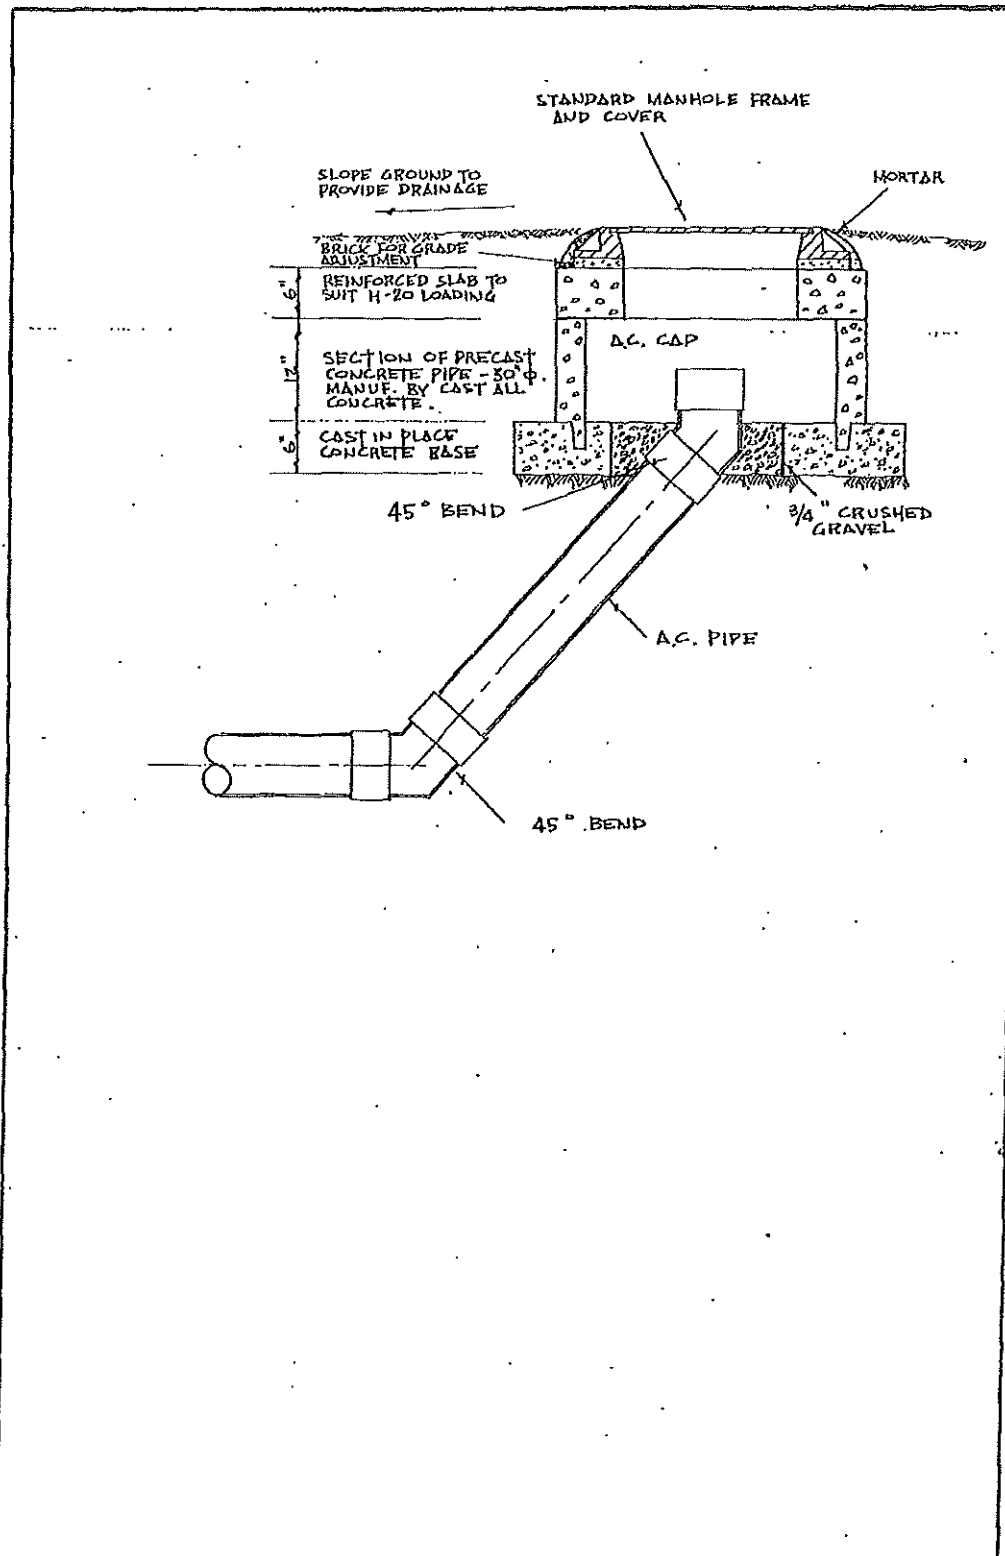 STANDARD MANHOLE FRAME
AND COVER
SLOPE GROUND TO
PROVIDE DRAINAGE
MORTAR
BRICK FOR GRADE
ADJUSTMENT
6"
REINFORCED SLAB TO
SUIT H-20 LOADING
A.C. CAP
12"
SECTION OF PRECAST
CONCRETE PIPE - 30"Φ.
MANUF. BY CAST ALL
CONCRETE.
6"
CAST IN PLACE
CONCRETE BASE
45° BEND
3/4" CRUSHED
GRAVEL
A.C. PIPE
45° BEND